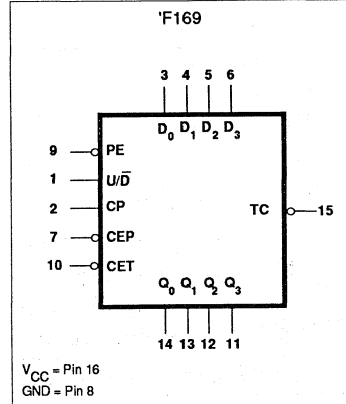 'F169
3 4 5 6
D0 D1 D2 D3
9 PE
1 U/D̅
2 CP
7 CEP
10 CET
TC 15
Q0 Q1 Q2 Q3
14 13 12 11
VCC = Pin 16
GND = Pin 8